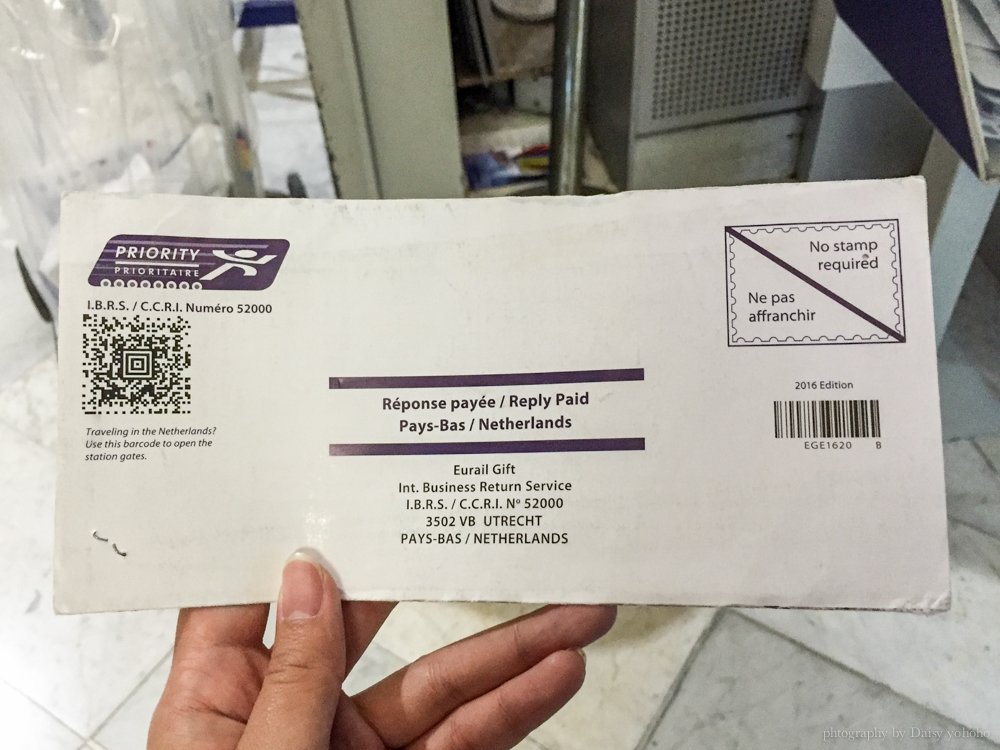 PRIORITY
PRIORITAIRE
I.B.R.S. / C.C.R.I. Numéro 52000
Traveling in the Netherlands?
Use this barcode to open the
station gates.
Réponse payée / Reply Paid
Pays-Bas / Netherlands
Eurail Gift
Int. Business Return Service
I.B.R.S. / C.C.R.I. Nº 52000
3502 VB UTRECHT
PAYS-BAS / NETHERLANDS
No stamp
required
Ne pas
affranchir
2016 Edition
EGE1620 B
photography by Daisy yohoho